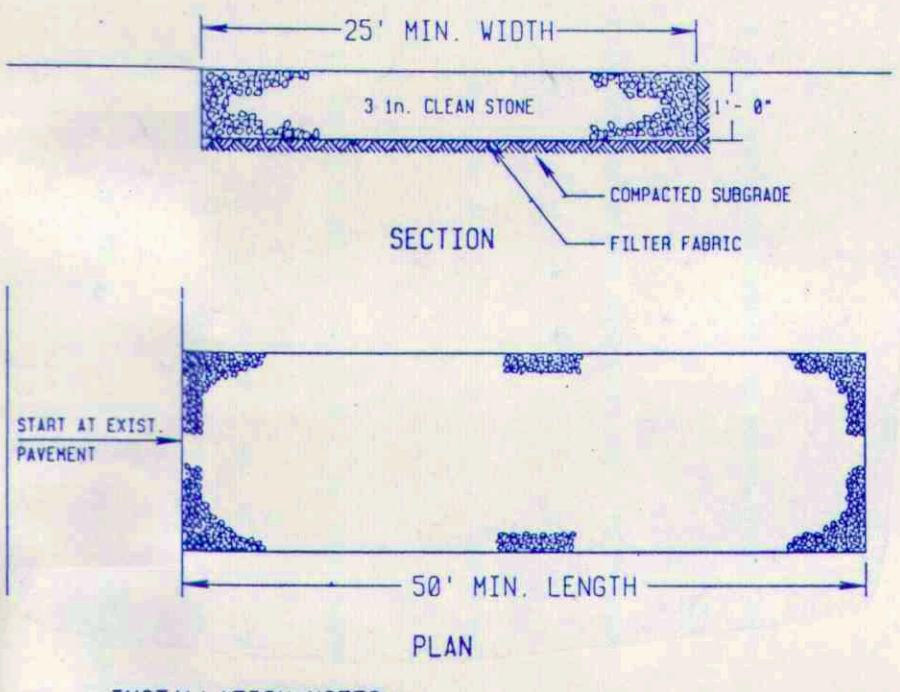 25' MIN. WIDTH
3 in. CLEAN STONE
1'- 0"
COMPACTED SUBGRADE
FILTER FABRIC
SECTION
START AT EXIST.
PAVEMENT
50' MIN. LENGTH
PLAN